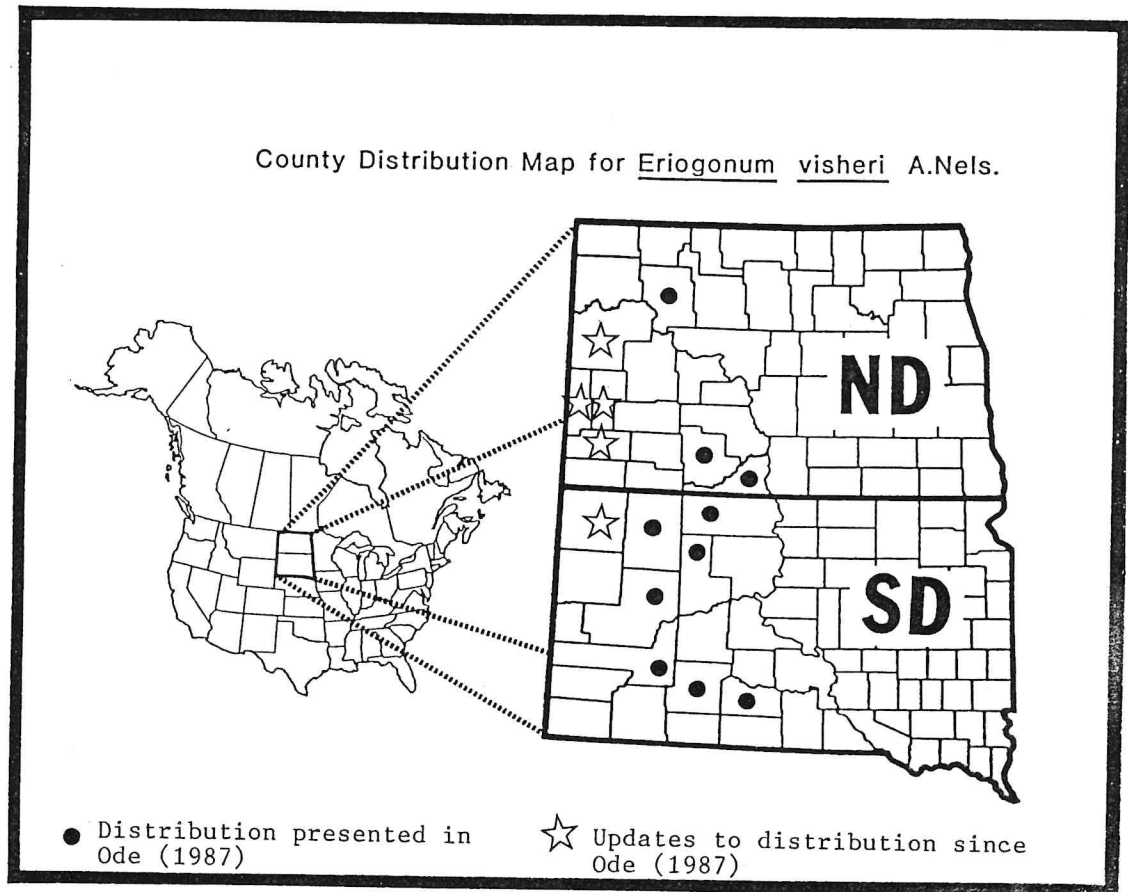 County Distribution Map for Eriogonum visheri A.Nels.
ND
SD
Distribution presented in
Ode (1987)
Updates to distribution since
Ode (1987)